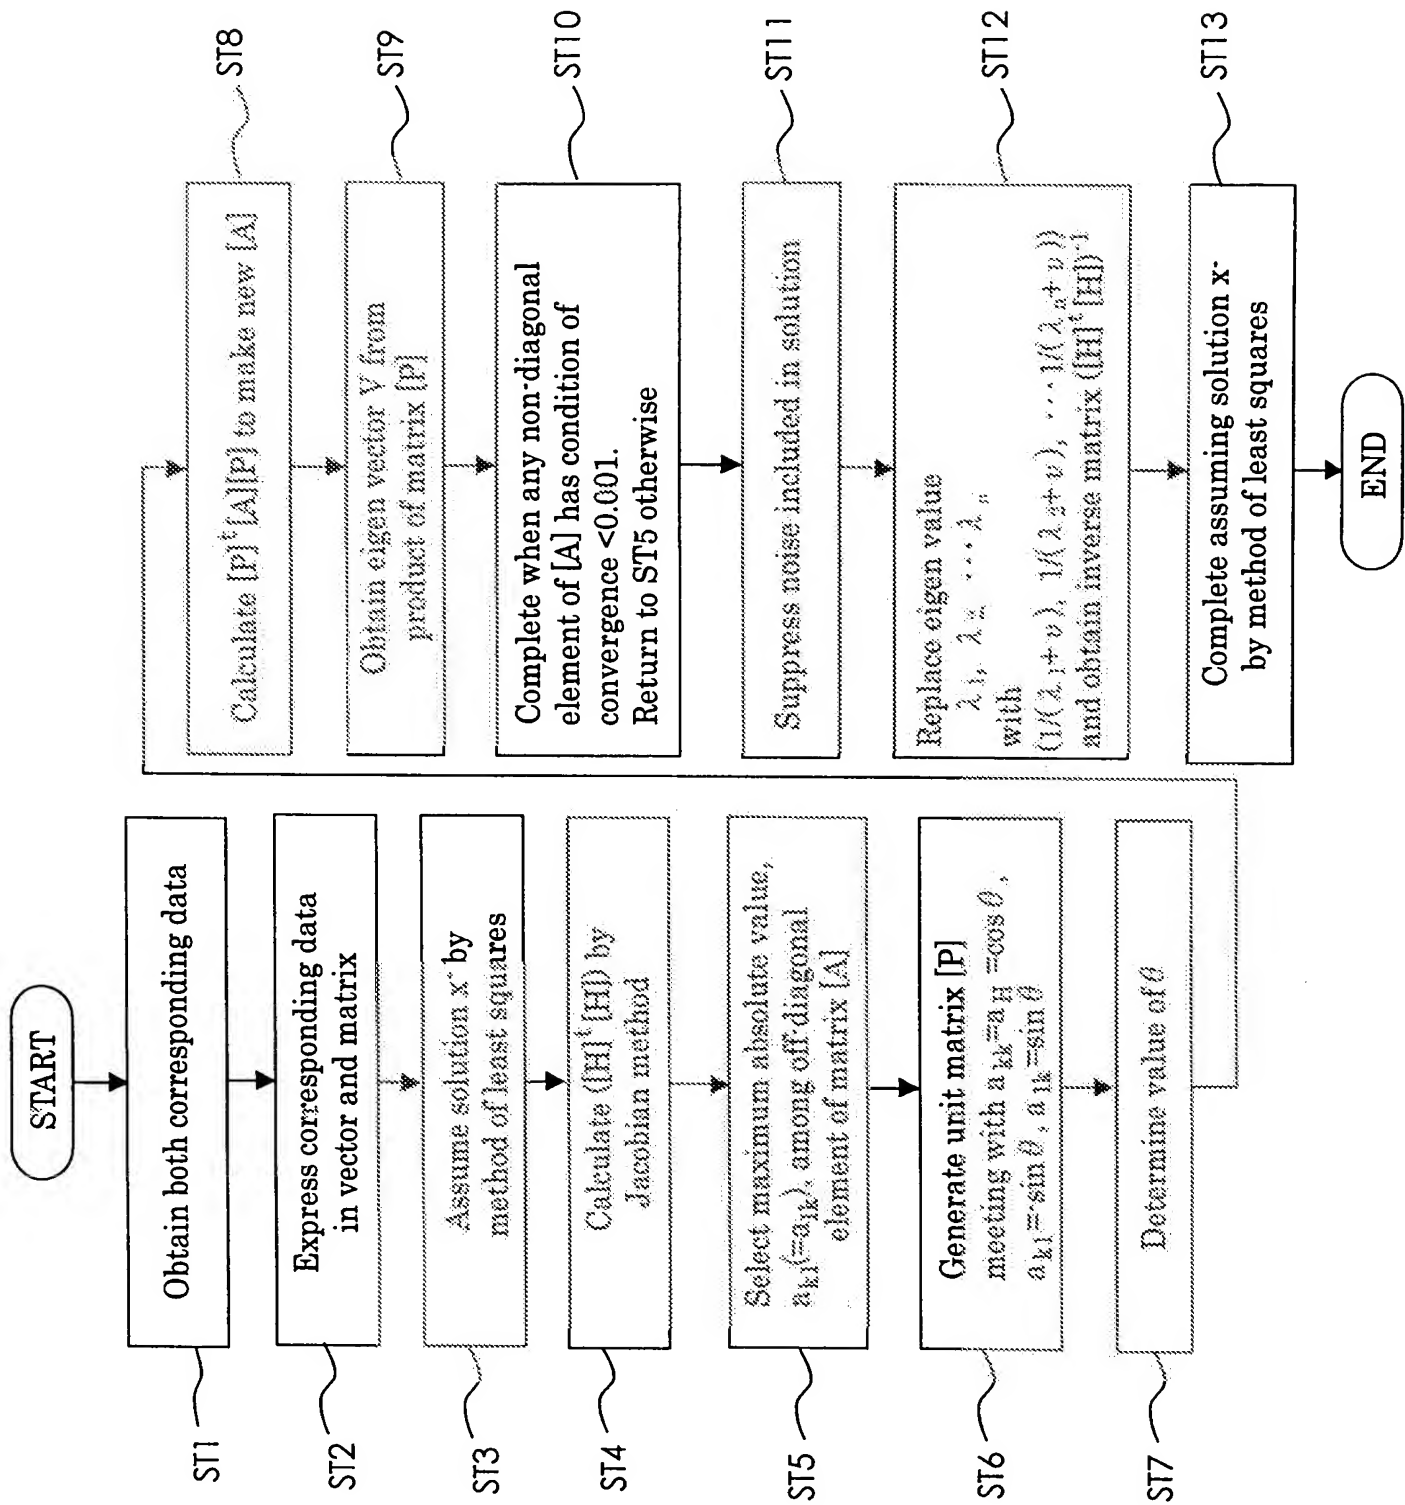 START
ST1
Obtain both corresponding data
ST2
Express corresponding data
in vector and matrix
ST3
Assume solution x⁻ by
method of least squares
ST4
Calculate ([H]ᵗ[H]) by
Jacobian method
ST5
Select maximum absolute value,
aₖₗ(=aₗₖ), among off-diagonal
element of matrix [A]
ST6
Generate unit matrix [P]
meeting with aₖₖ=aₗₗ=cosθ,
aₖₗ=-sinθ, aₗₖ=sinθ
ST7
Determine value of θ
ST8
Calculate [P]ᵗ[A][P] to make new [A]
ST9
Obtain eigen vector V from
product of matrix [P]
ST10
Complete when any non-diagonal
element of [A] has condition of
convergence <0.001.
Return to ST5 otherwise
ST11
Suppress noise included in solution
ST12
Replace eigen value
λ₁, λ₂, ⋯ λₙ
with
(1/(λ₁+υ), 1/(λ₂+υ), ⋯1/(λₙ+υ))
and obtain inverse matrix ([H]ᵗ[H])⁻¹
ST13
Complete assuming solution x-
by method of least squares
END